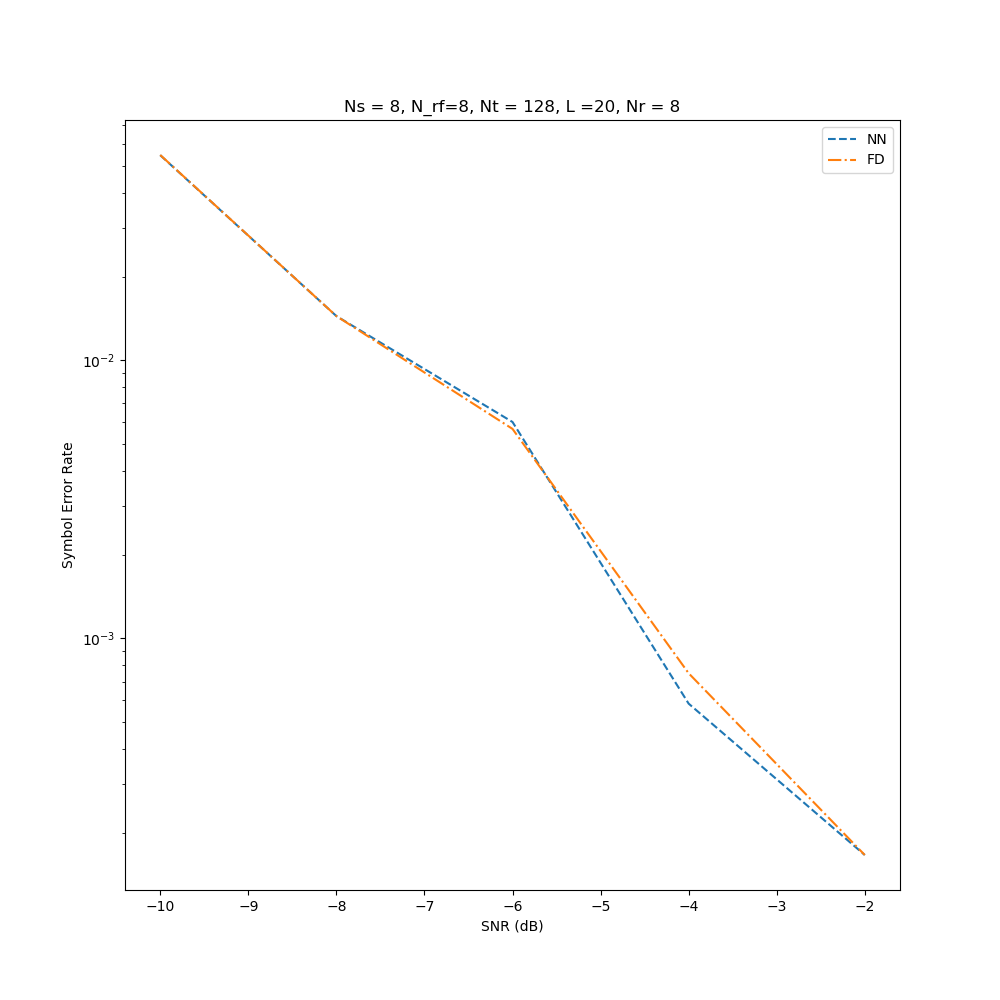 Ns = 8, N_rf=8, Nt = 128, L =20, Nr = 8
NN
FD
10⁻²
10⁻³
Symbol Error Rate
−10 −9 −8 −7 −6 −5 −4 −3 −2
SNR (dB)